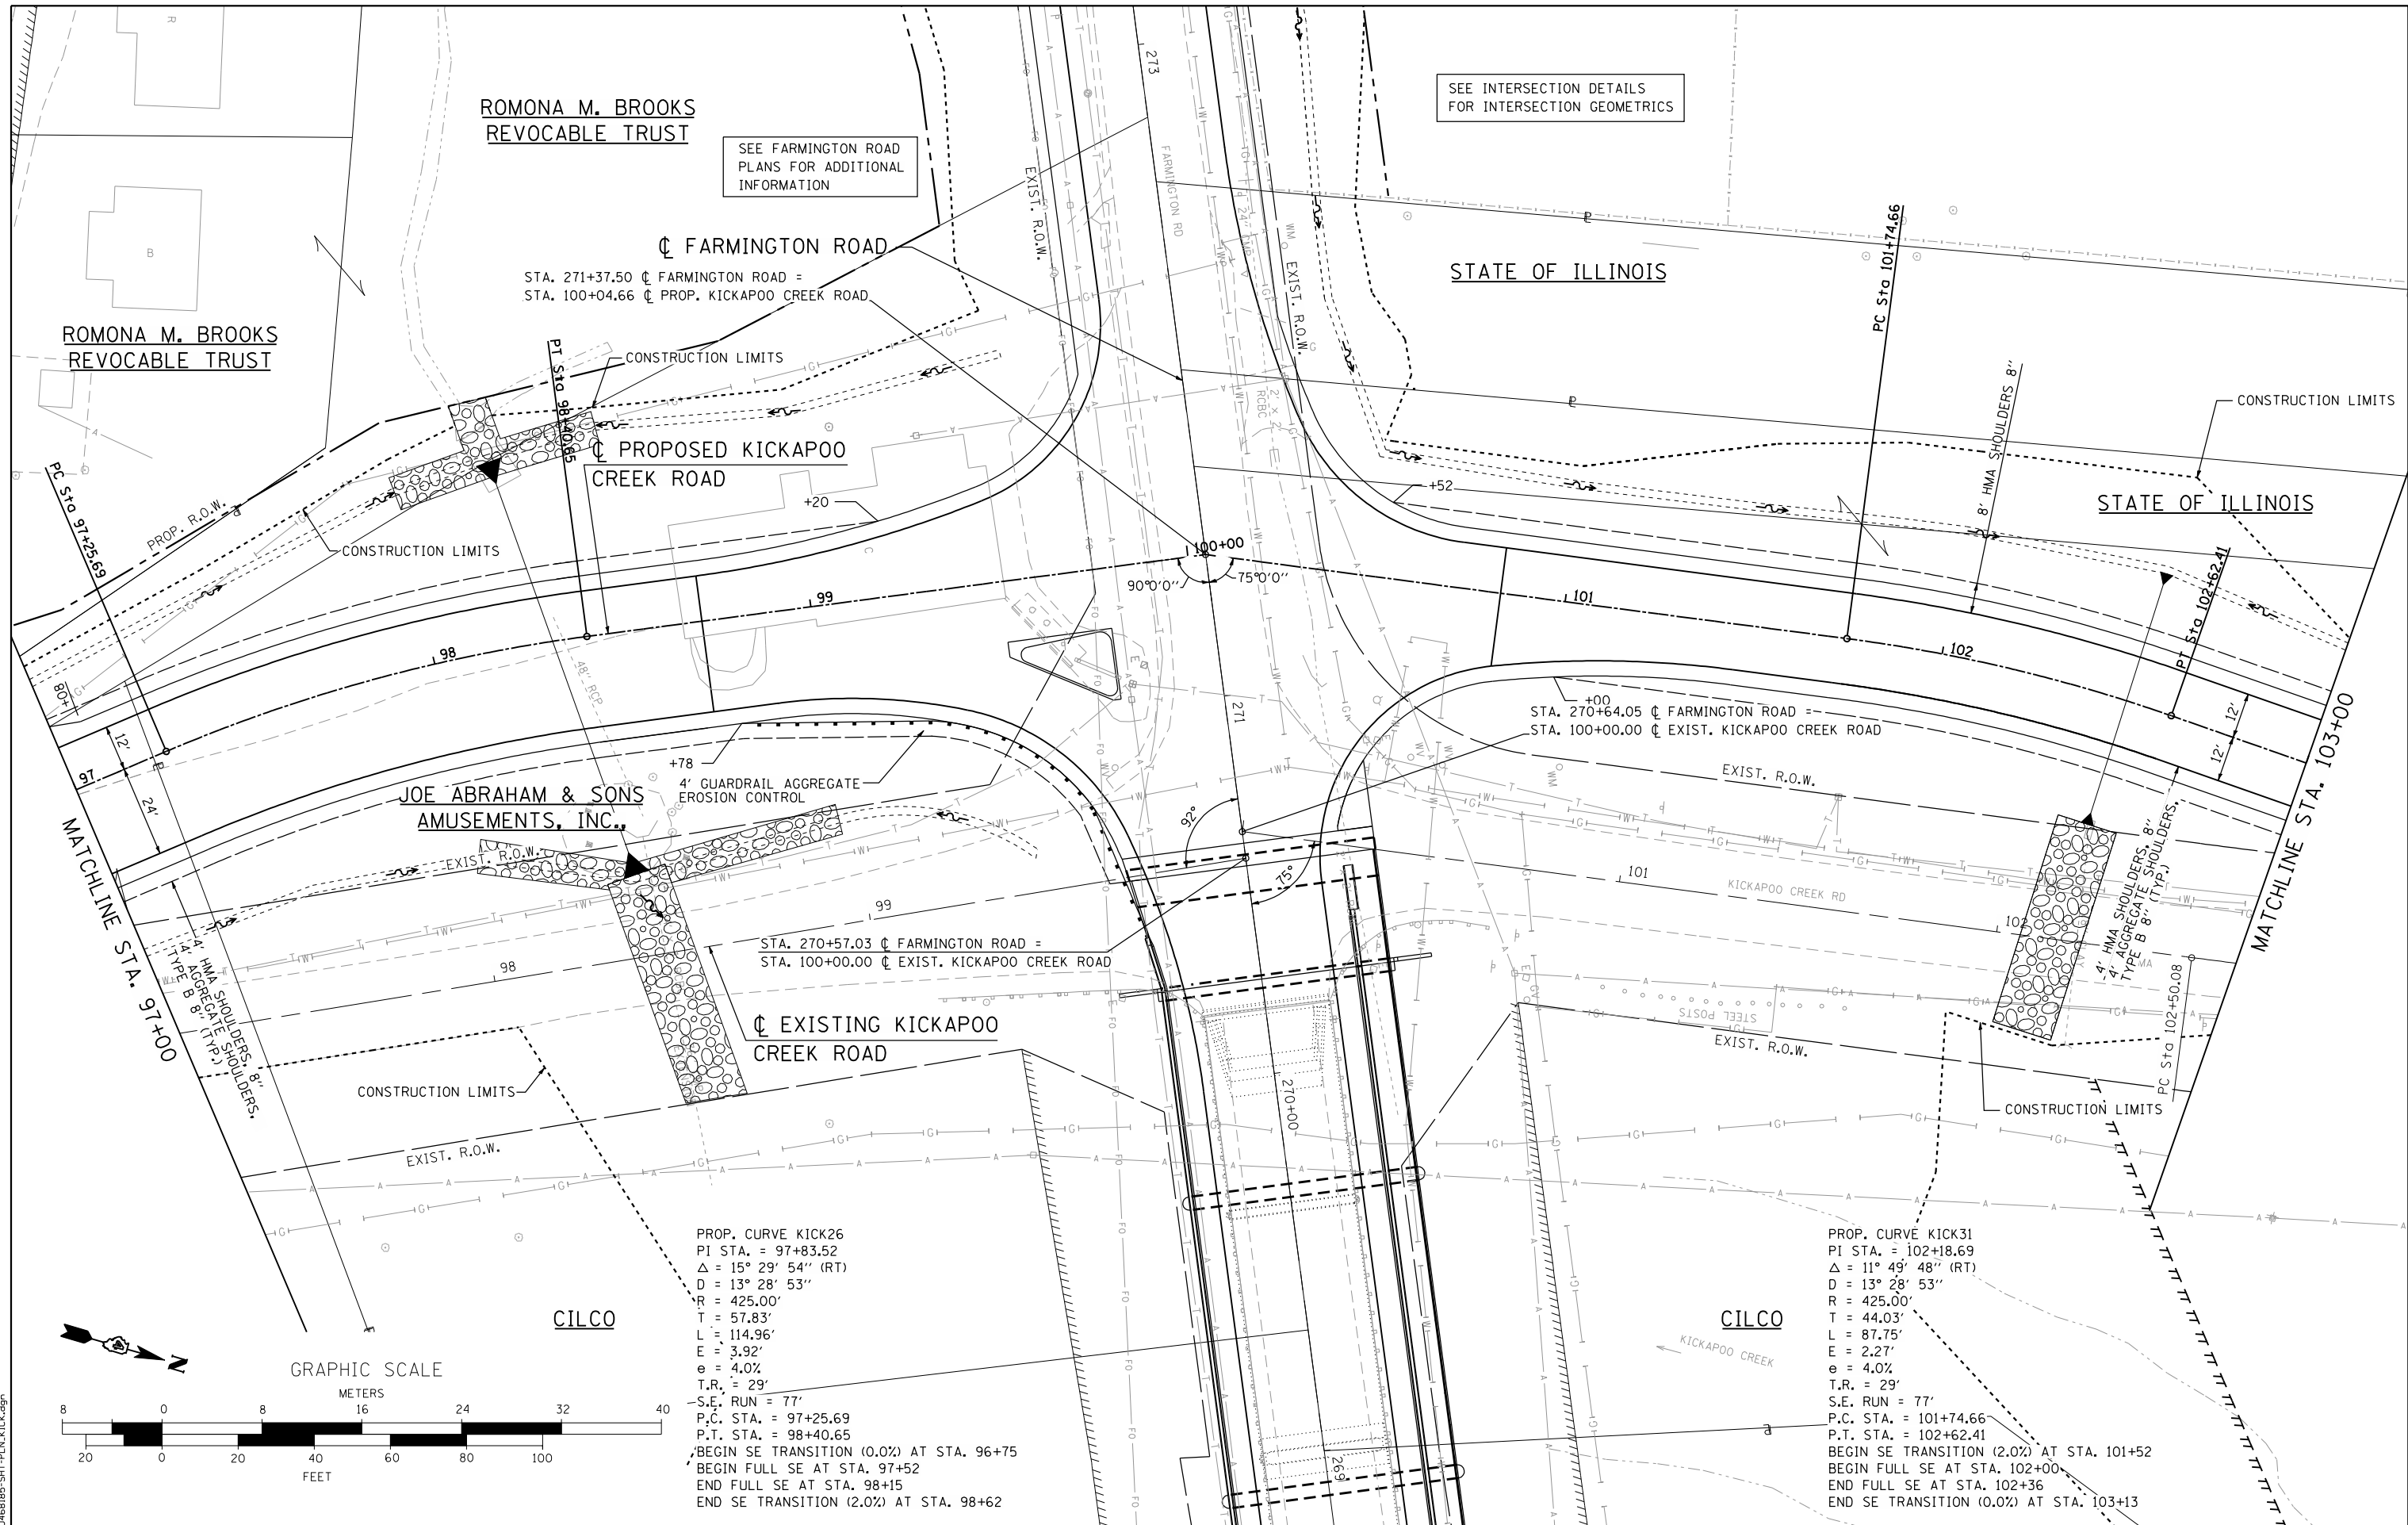 ROMONA M. BROOKS
REVOCABLE TRUST
SEE FARMINGTON ROAD
PLANS FOR ADDITIONAL
INFORMATION
SEE INTERSECTION DETAILS
FOR INTERSECTION GEOMETRICS
273
R
B
EXIST. R.O.W.
FARMINGTON RD
24" CMP
WM
EXIST. R.O.W.
℄ FARMINGTON ROAD
STA. 271+37.50 ℄ FARMINGTON ROAD =
STA. 100+04.66 ℄ PROP. KICKAPOO CREEK ROAD
STATE OF ILLINOIS
PC Sta 101+74.66
ROMONA M. BROOKS
REVOCABLE TRUST
PT Sta 98+40.65
CONSTRUCTION LIMITS
2' X 2'
RCBC
8' HMA SHOULDERS 8"
CONSTRUCTION LIMITS
℄ PROPOSED KICKAPOO
CREEK ROAD
PC Sta 97+25.69
PROP. R.O.W.
CONSTRUCTION LIMITS
+20
+52
STATE OF ILLINOIS
C
100+00
90°0'0"
75°0'0"
PT Sta 102+62.41
99
101
98
102
48" RCP
+80
12'
24'
97
271
+00
STA. 270+64.05 ℄ FARMINGTON ROAD =
STA. 100+00.00 ℄ EXIST. KICKAPOO CREEK ROAD
12'
12'
+78
4' GUARDRAIL AGGREGATE
EROSION CONTROL
EXIST. R.O.W.
JOE ABRAHAM & SONS
AMUSEMENTS, INC.
92°
75°
EXIST. R.O.W.
MATCHLINE STA. 97+00
MATCHLINE STA. 103+00
101
KICKAPOO CREEK RD
102
99
98
4' HMA SHOULDERS, 8"
4' AGGREGATE SHOULDERS,
TYPE B 8" (TYP.)
4' HMA SHOULDERS, 8"
4' AGGREGATE SHOULDERS,
TYPE B 8" (TYP.)
STA. 270+57.03 ℄ FARMINGTON ROAD =
STA. 100+00.00 ℄ EXIST. KICKAPOO CREEK ROAD
℄ EXISTING KICKAPOO
CREEK ROAD
STEEL POSTS
EXIST. R.O.W.
PC Sta 102+50.08
CONSTRUCTION LIMITS
CONSTRUCTION LIMITS
270+00
EXIST. R.O.W.
CILCO
PROP. CURVE KICK26
PI STA. = 97+83.52
Δ = 15° 29' 54" (RT)
D = 13° 28' 53"
R = 425.00'
T = 57.83'
L = 114.96'
E = 3.92'
e = 4.0%
T.R. = 29'
S.E. RUN = 77'
P.C. STA. = 97+25.69
P.T. STA. = 98+40.65
BEGIN SE TRANSITION (0.0%) AT STA. 96+75
BEGIN FULL SE AT STA. 97+52
END FULL SE AT STA. 98+15
END SE TRANSITION (2.0%) AT STA. 98+62
CILCO
KICKAPOO CREEK
PROP. CURVE KICK31
PI STA. = 102+18.69
Δ = 11° 49' 48" (RT)
D = 13° 28' 53"
R = 425.00'
T = 44.03'
L = 87.75'
E = 2.27'
e = 4.0%
T.R. = 29'
S.E. RUN = 77'
P.C. STA. = 101+74.66
P.T. STA. = 102+62.41
BEGIN SE TRANSITION (2.0%) AT STA. 101+52
BEGIN FULL SE AT STA. 102+00
END FULL SE AT STA. 102+36
END SE TRANSITION (0.0%) AT STA. 103+13
269
N
GRAPHIC SCALE
METERS
8 0 8 16 24 32 40
20 0 20 40 60 80 100
FEET